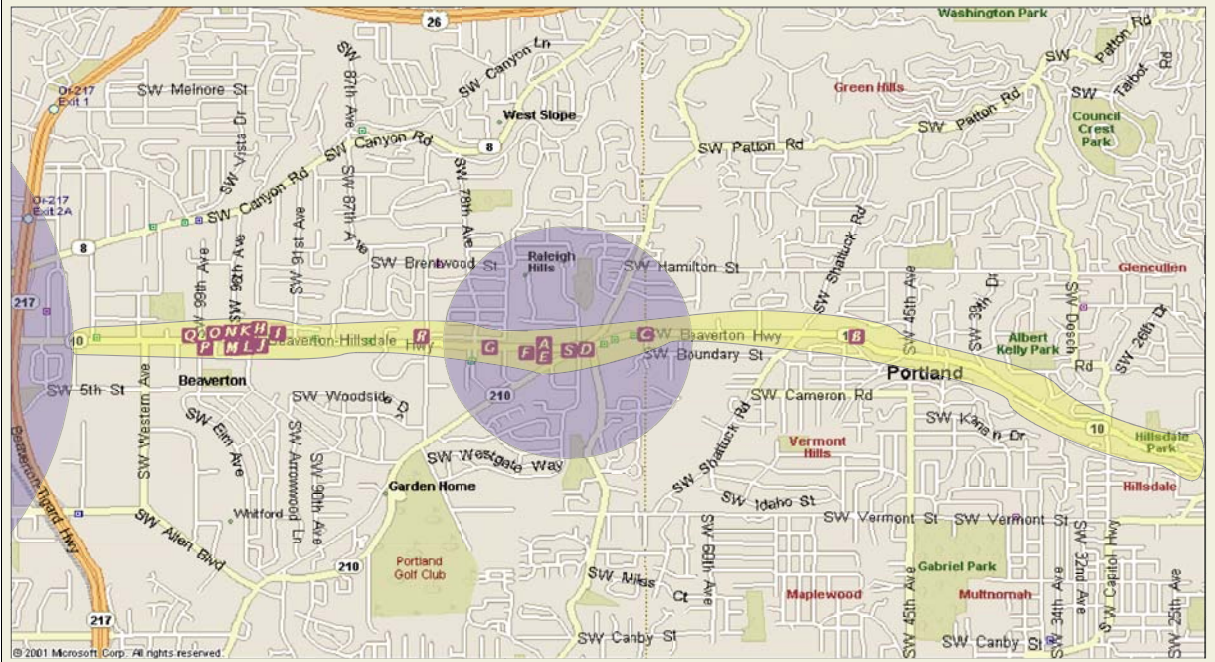 Washington Park
26
SW Canyon Ln
SW 87th Ave
SW
Patton Rd
Or-217
Exit 1
SW Melnore St
Green Hills
SW Talbot
Rd
West Slope
SW Patton Rd
Council
Crest
Park
SW Vista Dr
SW Canyon Rd
8
SW Patton Rd
SW 78th Ave
SW 87th Ave
Or-217
Exit 2A
SW Canyon Rd
SW 91st Ave
SW Shattuck Rd
8
SW 99th Ave
SW 96th Ave
SW Brentwood St
Raleigh
Hills
SW Hamilton St
SW 45th Ave
SW 39th Dr
Glencullen
217
SW Dosch
Rd
SW 26th Dr
10
Q O N K H I
P M L J
Beaverton-Hillsdale Hwy
R
G
F A
E
S D
C
SW Beaverton Hwy
B
Albert
Kelly Park
SW Boundary St
Beaverton
SW 5th St
SW Western Ave
Portland
SW Woodside Dr
210
SW Cameron Rd
SW Elm Ave
SW Arrowwood Ln
SW 90th Ave
SW Shattuck Rd
Vermont
Hills
10
Hillsdale
Park
SW Westgate Way
Garden Home
Hillsdale
Whitford
SW Idaho St
Beaverton-Tigard Hwy
SW Allen Blvd
SW Vermont St
SW Vermont St
210
Portland
Golf Club
SW 60th Ave
SW 45th Ave
Gabriel Park
SW 34th Ave
SW 32nd Ave
SW Capitol Hwy
SW 25th Ave
SW Miles
Ct
Maplewood
Multnomah
217
SW Canby St
SW Canby St
© 2001 Microsoft Corp. All rights reserved.